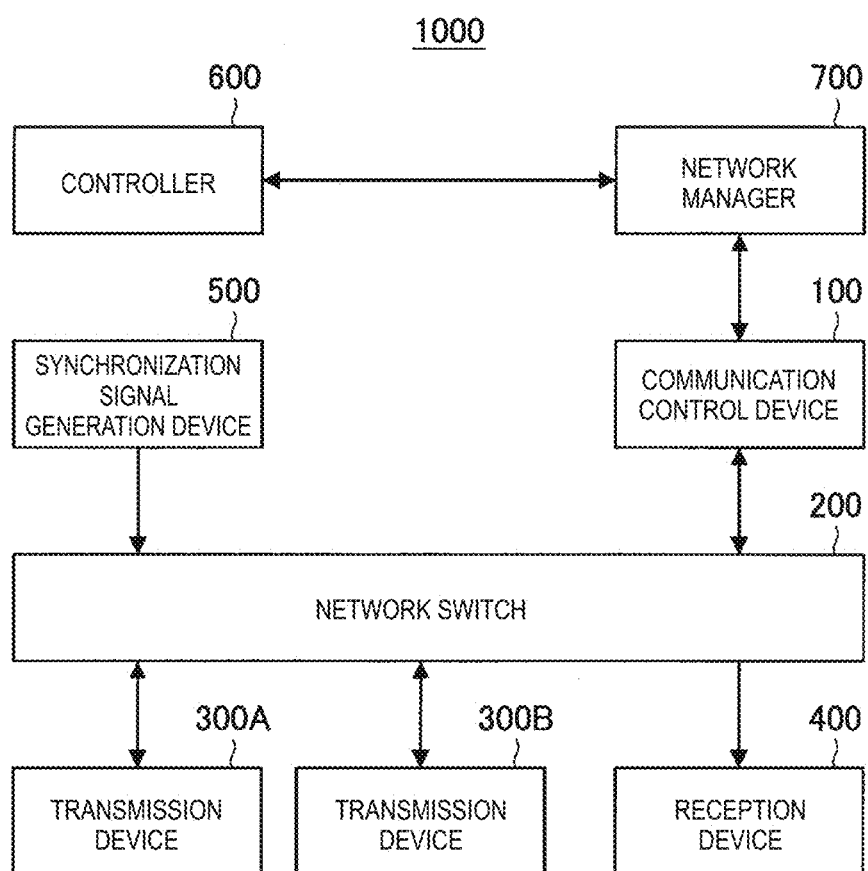 1000
600
700
CONTROLLER
NETWORK
MANAGER
500
100
SYNCHRONIZATION
SIGNAL
GENERATION DEVICE
COMMUNICATION
CONTROL DEVICE
200
NETWORK SWITCH
300A
300B
400
TRANSMISSION
DEVICE
TRANSMISSION
DEVICE
RECEPTION
DEVICE